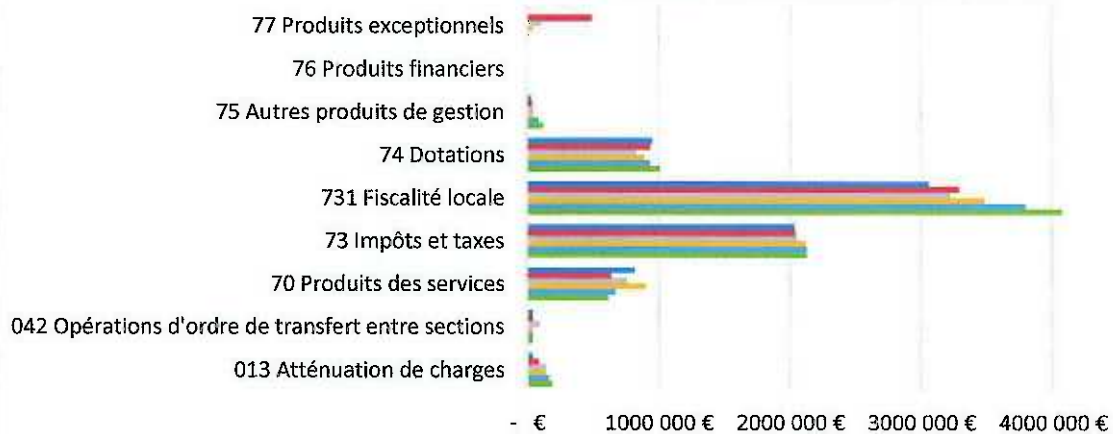 77 Produits exceptionnels
76 Produits financiers
75 Autres produits de gestion
74 Dotations
731 Fiscalité locale
73 Impôts et taxes
70 Produits des services
042 Opérations d'ordre de transfert entre sections
013 Atténuation de charges
- € 1000 000 € 2000 000 € 3000 000 € 4000 000 €